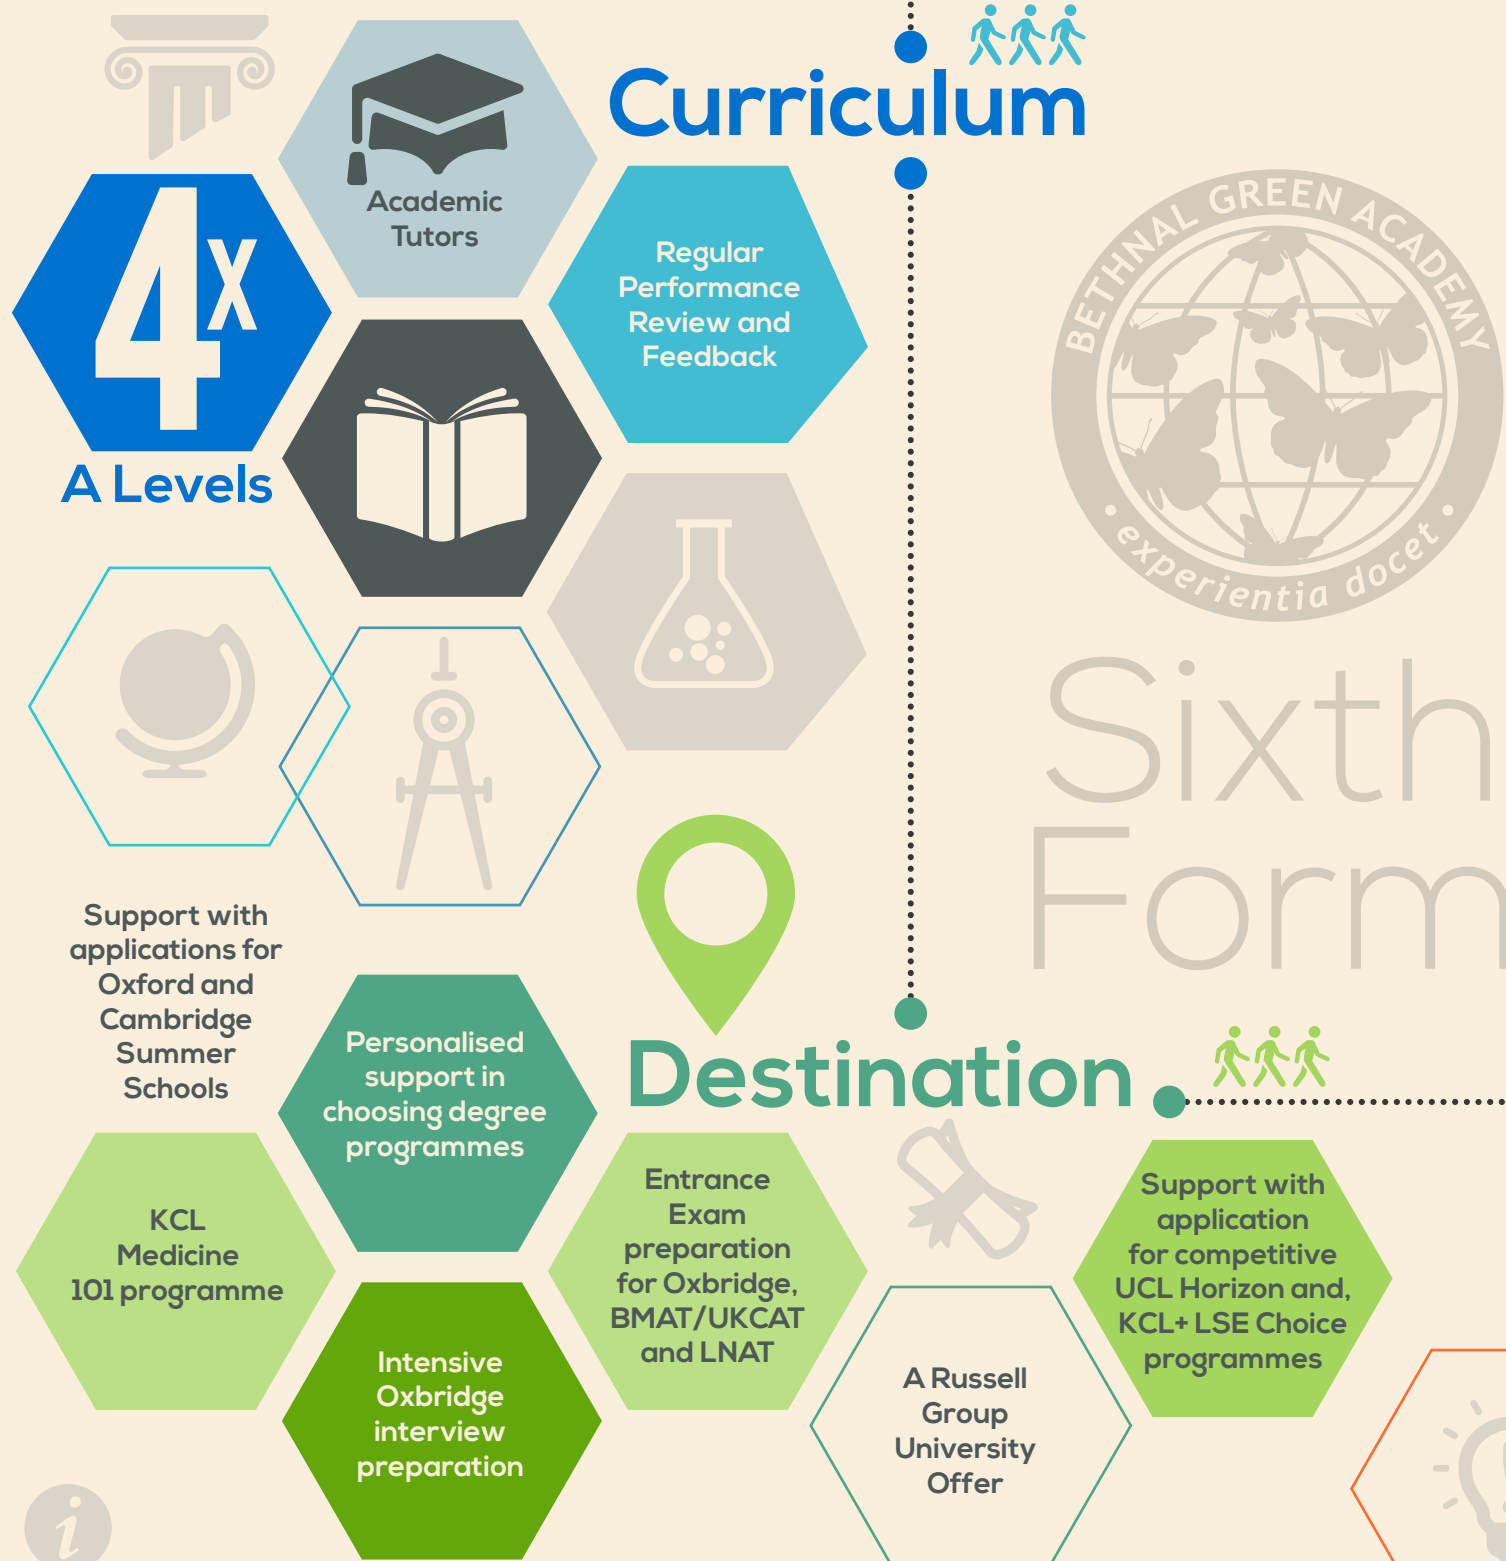 Curriculum
Academic
Tutors
4x
A Levels
Regular
Performance
Review and
Feedback
BETHNAL GREEN ACADEMY
• experientia docet •
Sixth
Form
Support with
applications for
Oxford and
Cambridge
Summer
Schools
Destination
Personalised
support in
choosing degree
programmes
KCL
Medicine
101 programme
Entrance
Exam
preparation
for Oxbridge,
BMAT/UKCAT
and LNAT
Support with
application
for competitive
UCL Horizon and,
KCL+ LSE Choice
programmes
Intensive
Oxbridge
interview
preparation
A Russell
Group
University
Offer
i